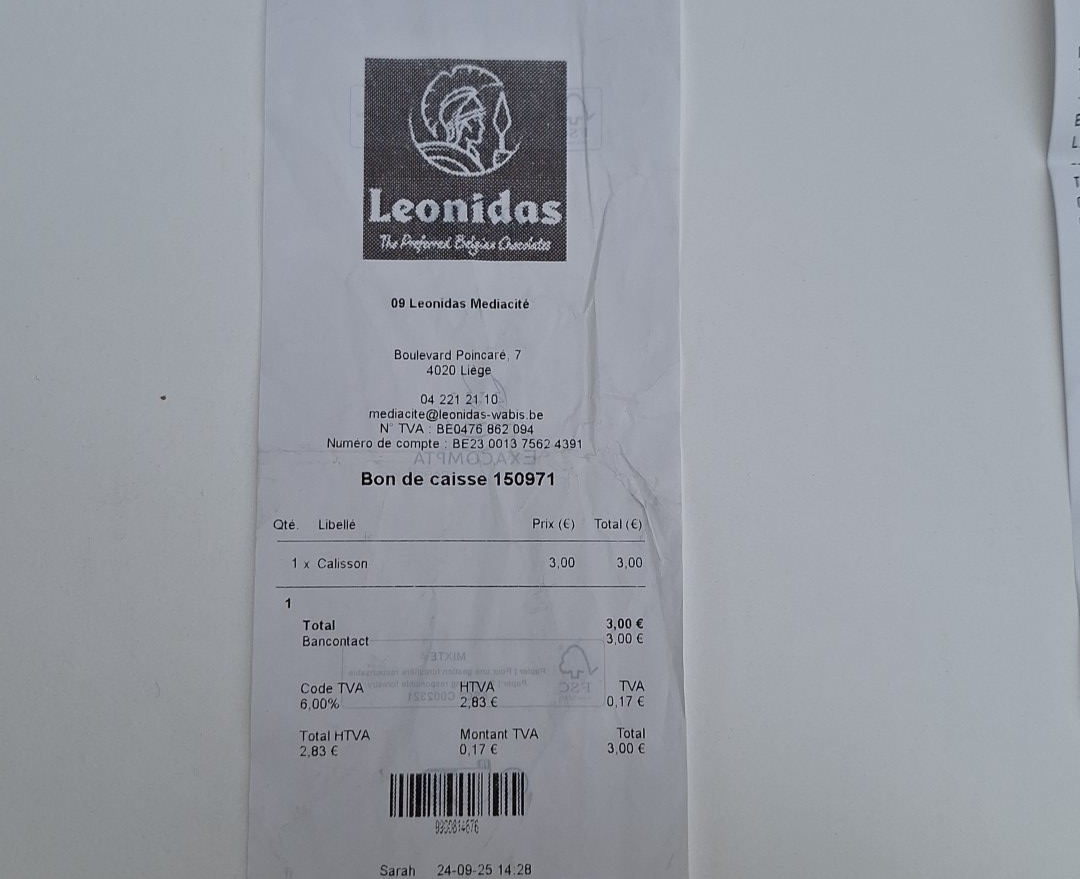 Leonidas
The Preferred Belgian Chocolates
09 Leonidas Mediacité
Boulevard Poincaré, 7
4020 Liège
04 221 21 10
mediacite@leonidas-wabis.be
N° TVA : BE0476 862 094
Numéro de compte : BE23 0013 7562 4391
EXACOMPTA
Bon de caisse 150971
Qté. Libellé Prix (€) Total (€)
1 x Calisson 3,00 3,00
1
Total 3,00 €
Bancontact 3,00 €
MIXTE
FSC
C002321
Code TVA HTVA TVA
6,00% 2,83 € 0,17 €
Total HTVA Montant TVA Total
2,83 € 0,17 € 3,00 €
Sarah 24-09-25 14:28